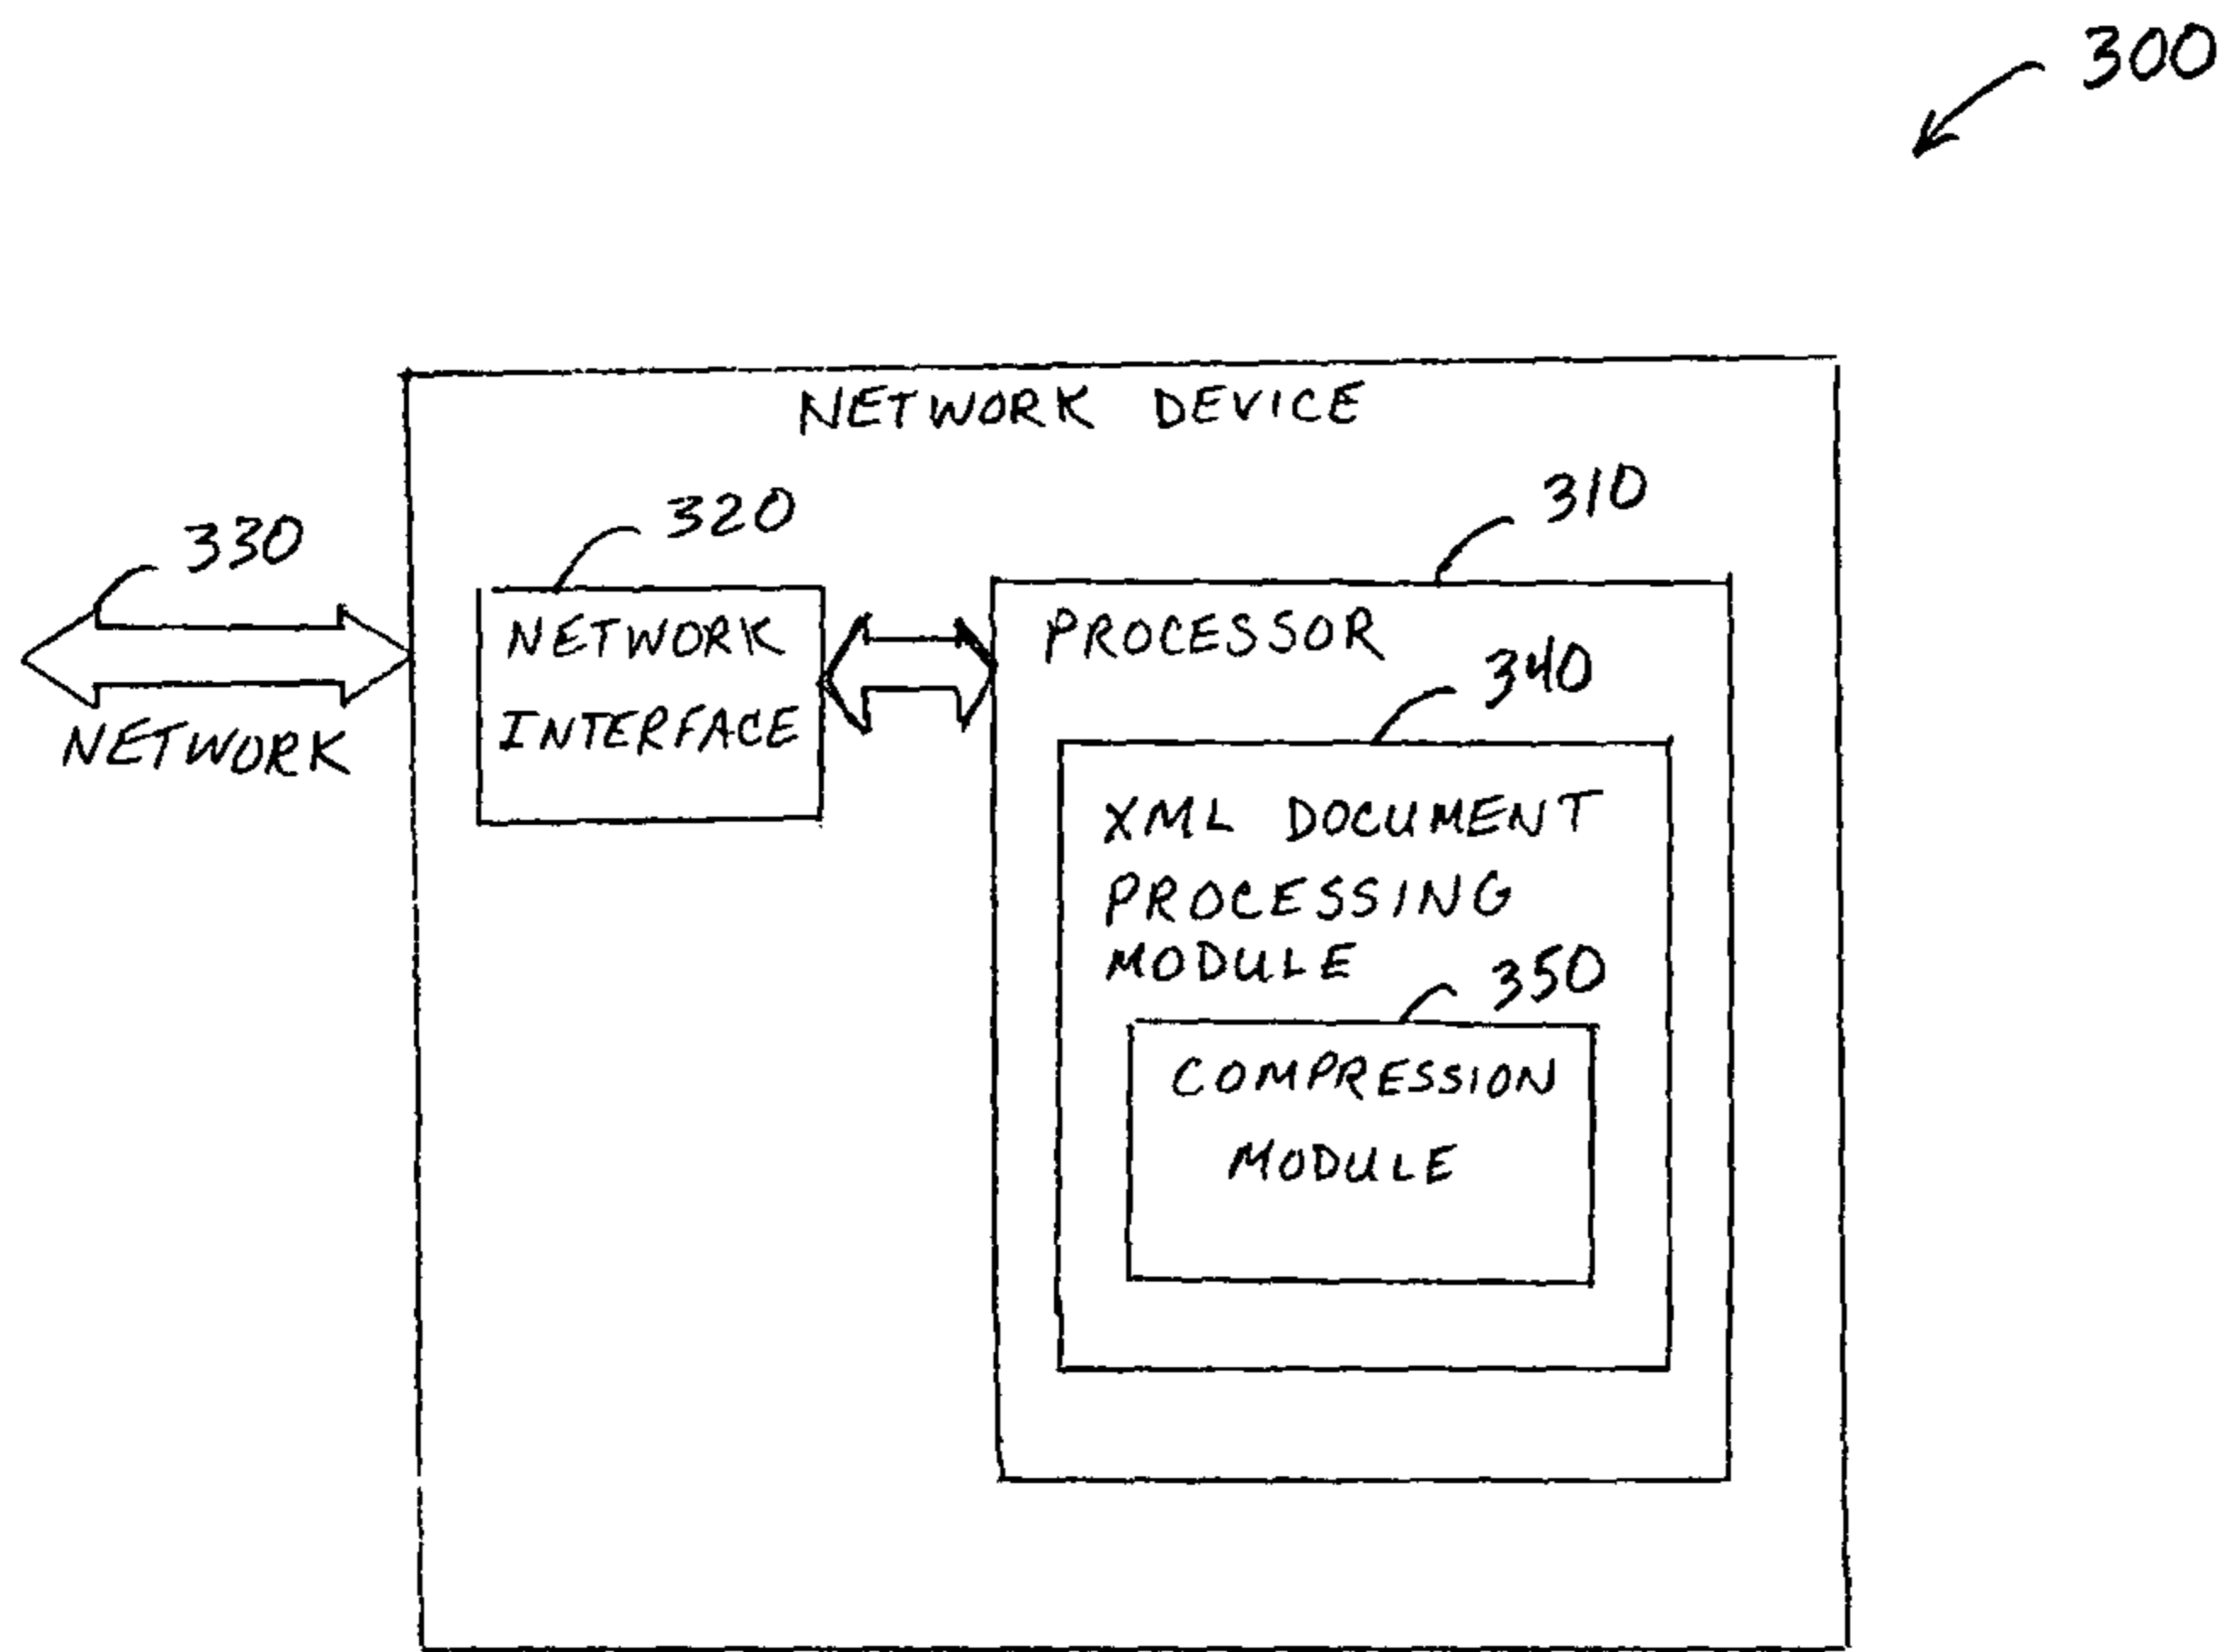 300
NETWORK DEVICE
310
320
330
NETWORK
INTERFACE
PROCESSOR
340
NETWORK
XML DOCUMENT
PROCESSING
MODULE
350
COMPRESSION
MODULE